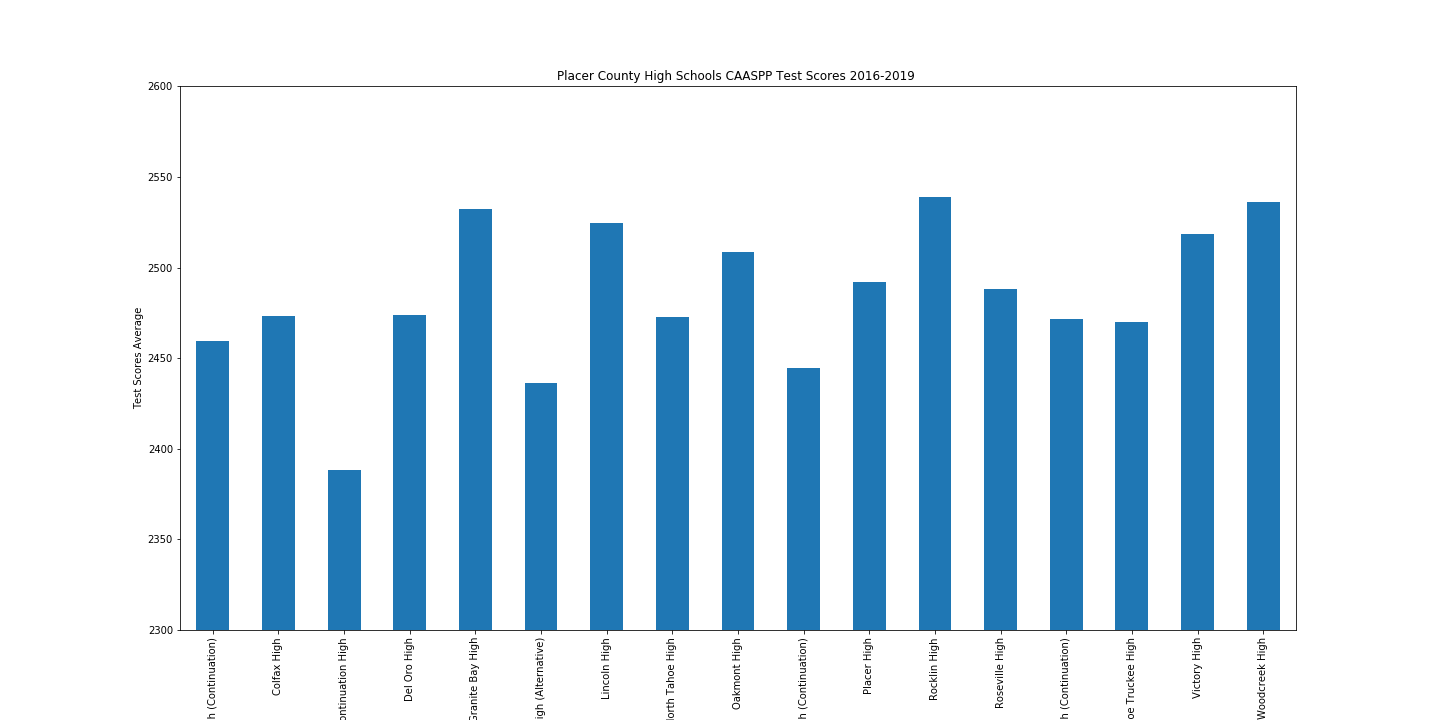 Placer County High Schools CAASPP Test Scores 2016-2019
Test Scores Average
2600
2550
2500
2450
2400
2350
2300
h (Continuation)
Colfax High
ontinuation High
Del Oro High
Granite Bay High
igh (Alternative)
Lincoln High
orth Tahoe High
Oakmont High
h (Continuation)
Placer High
Rocklin High
Roseville High
h (Continuation)
oe Truckee High
Victory High
Woodcreek High